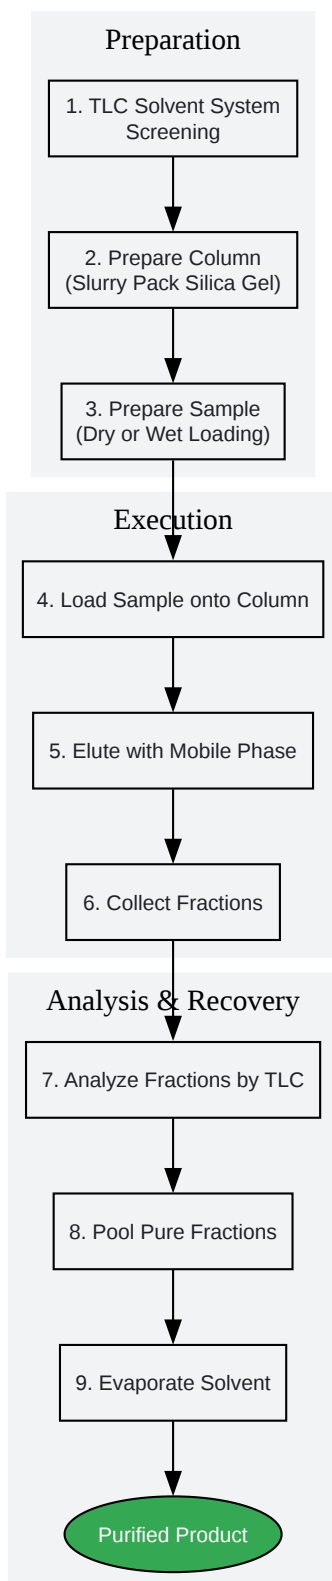 Preparation
1. TLC Solvent System
Screening
2. Prepare Column
(Slurry Pack Silica Gel)
3. Prepare Sample
(Dry or Wet Loading)
Execution
4. Load Sample onto Column
5. Elute with Mobile Phase
6. Collect Fractions
Analysis & Recovery
7. Analyze Fractions by TLC
8. Pool Pure Fractions
9. Evaporate Solvent
Purified Product